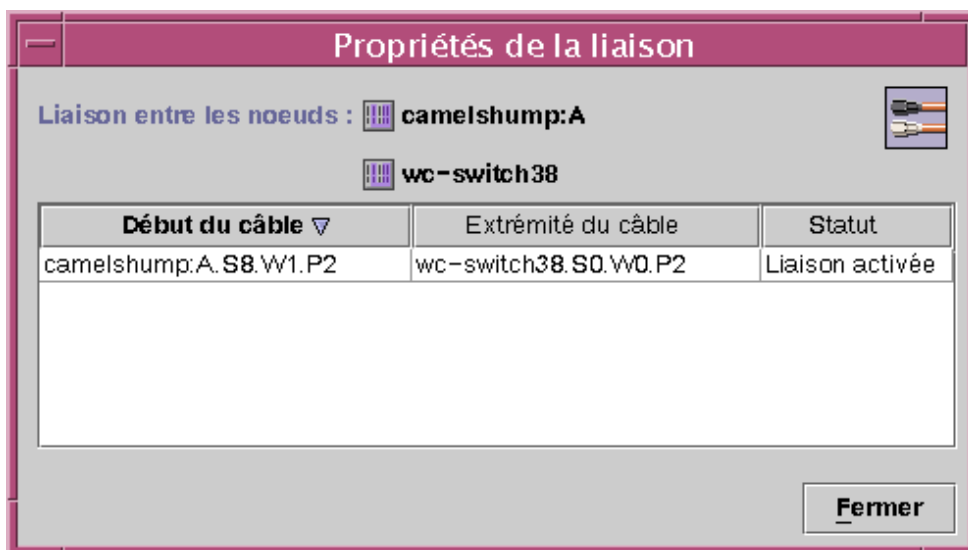 Propriétés de la liaison
Liaison entre les noeuds : camelshump:A
wc-switch38
Début du câble Extrémité du câble Statut
camelshump:A.S8.W1.P2 wc-switch38.S0.W0.P2 Liaison activée
Fermer